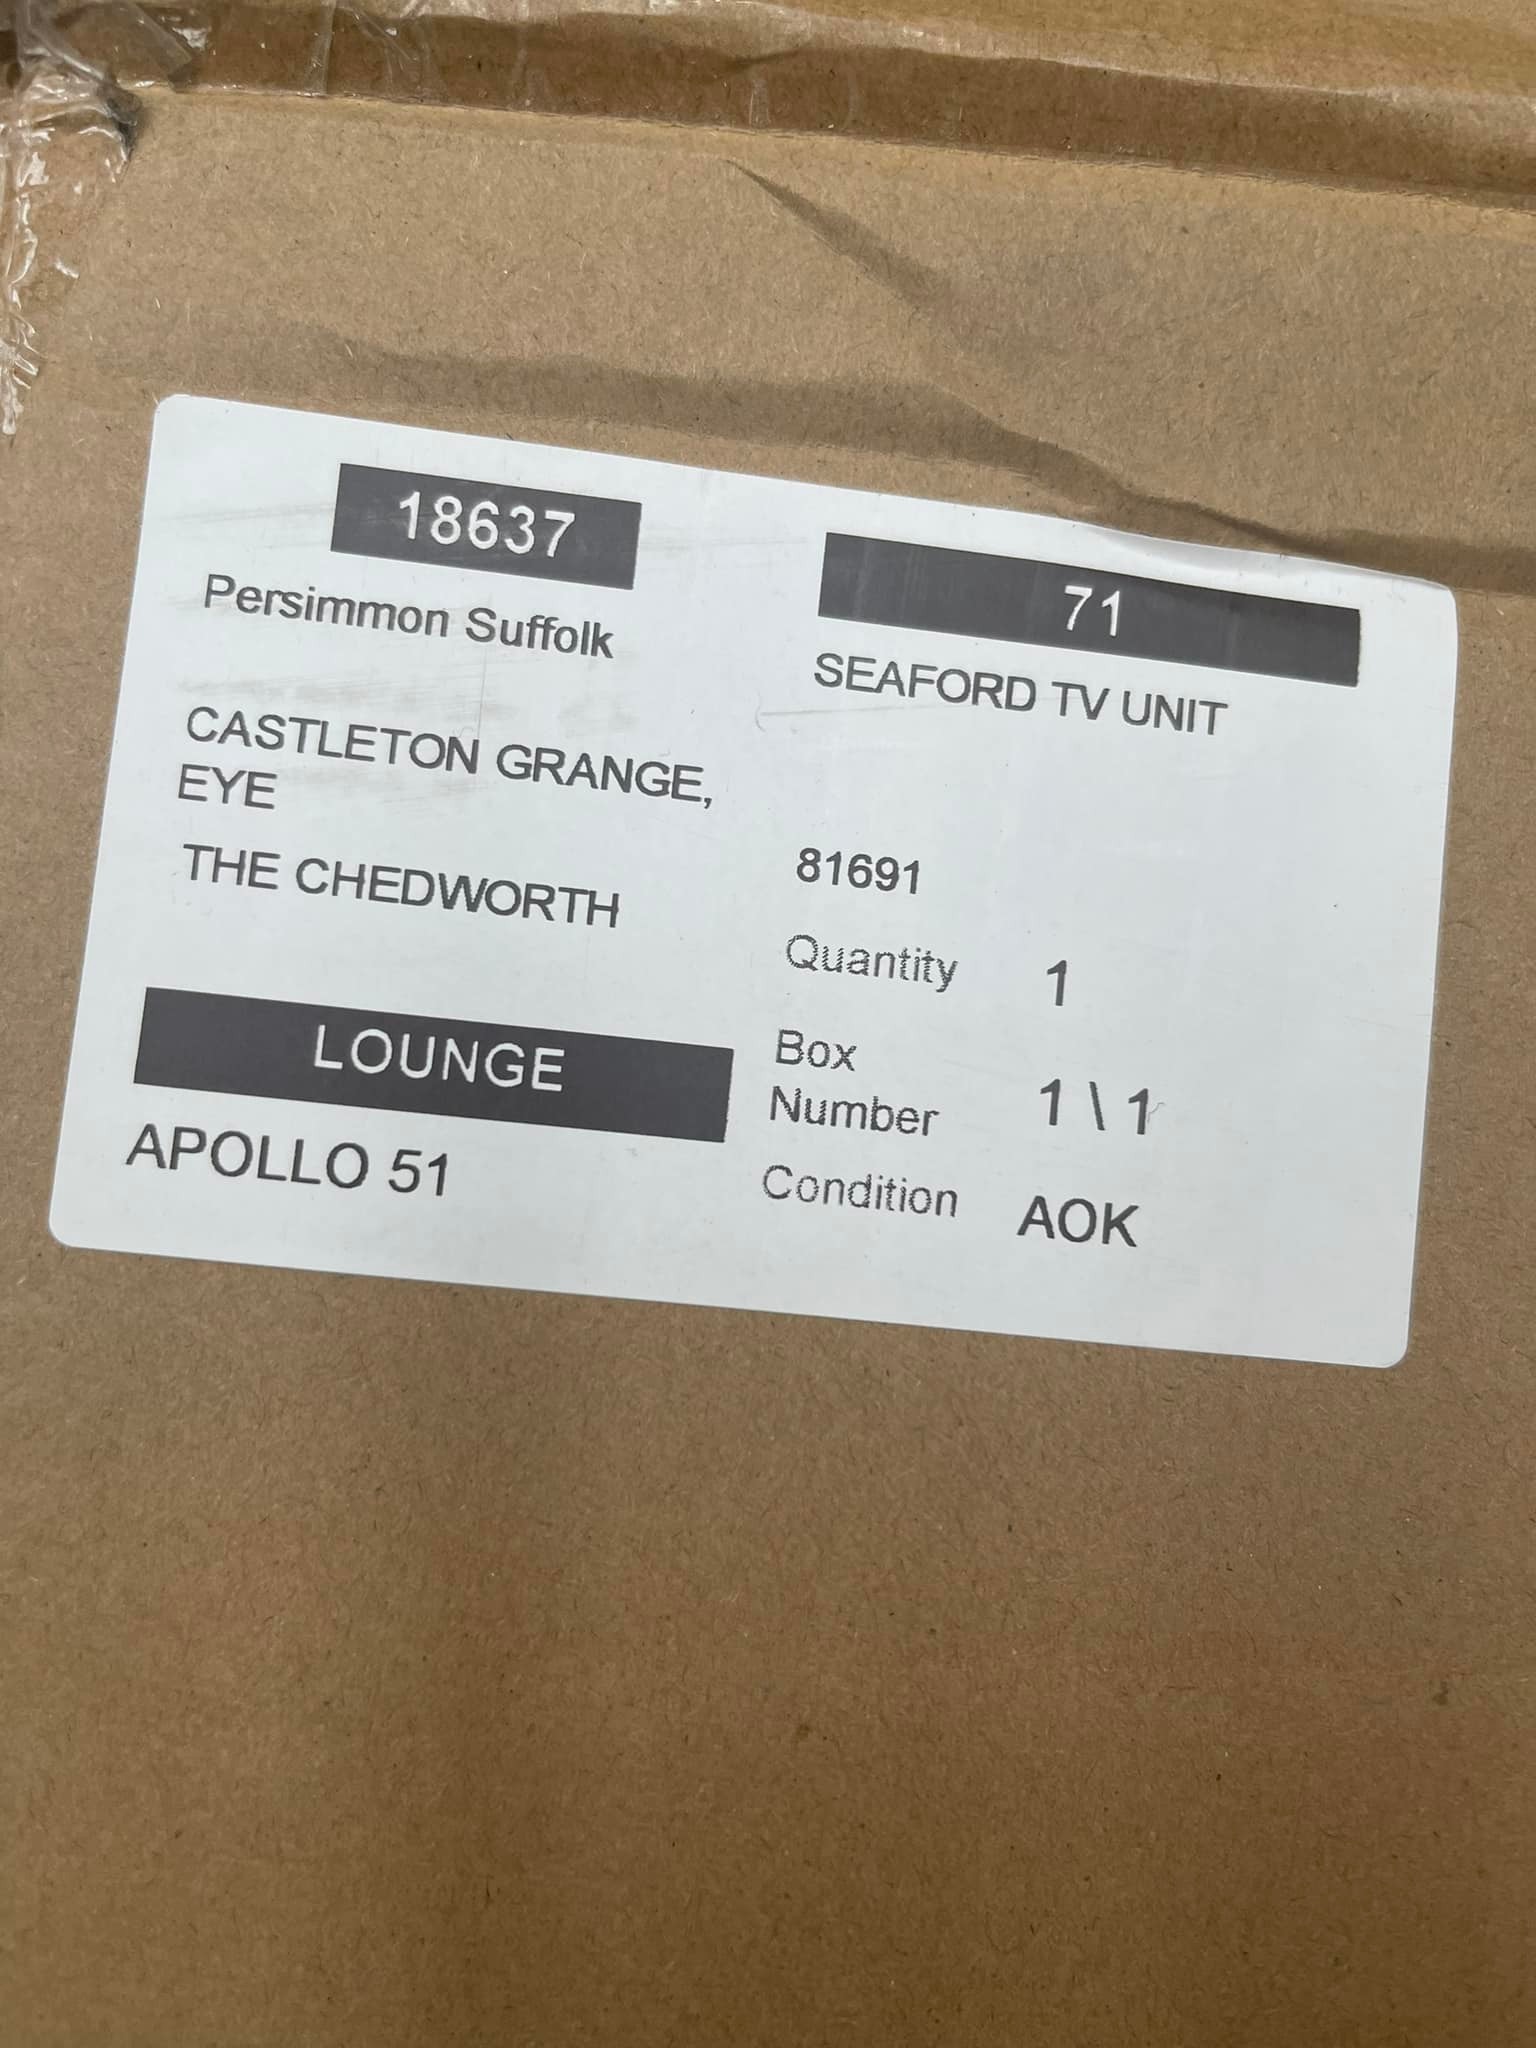 18637
Persimmon Suffolk
CASTLETON GRANGE,
EYE
THE CHEDWORTH
LOUNGE
APOLLO 51
71
SEAFORD TV UNIT
81691
Quantity 1
Box
Number 1 \ 1
Condition AOK